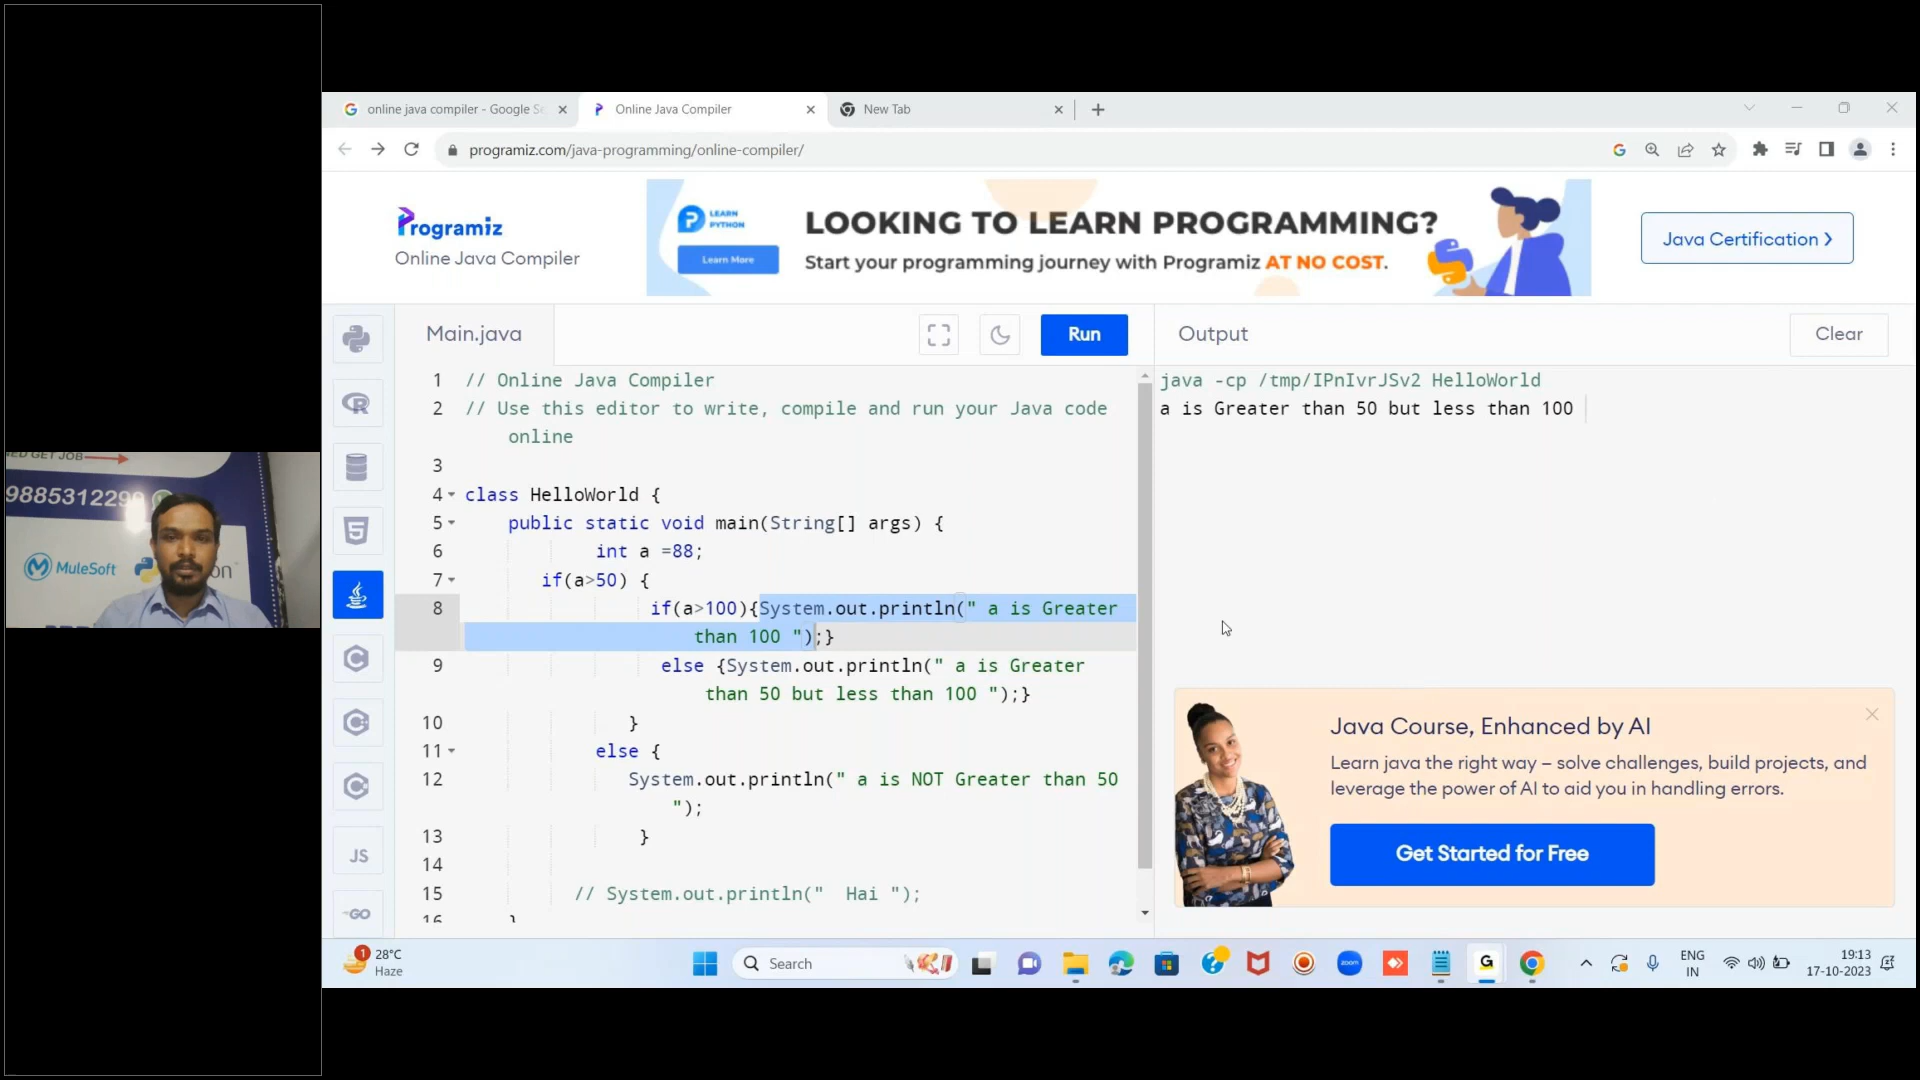 online java compiler - Google Se
Online Java Compiler
New Tab
programiz.com/java-programming/online-compiler/
Programiz
Online Java Compiler
LEARN
PYTHON
Learn More
LOOKING TO LEARN PROGRAMMING?
Start your programming journey with Programiz AT NO COST.
Java Certification
Main.java
Run
Output
Clear
1 // Online Java Compiler
2 // Use this editor to write, compile and run your Java code
online
3
4 class HelloWorld {
5 public static void main(String[] args) {
6 int a =88;
7 if(a>50) {
8 if(a>100){System.out.println(" a is Greater
than 100 ");}
9 else {System.out.println(" a is Greater
than 50 but less than 100 ");}
10 }
11 else {
12 System.out.println(" a is NOT Greater than 50
");
13 }
14
15 // System.out.println("  Hai ");
16 }
java -cp /tmp/IPnIvrJSv2 HelloWorld
a is Greater than 50 but less than 100
Java Course, Enhanced by AI
Learn java the right way – solve challenges, build projects, and
leverage the power of AI to aid you in handling errors.
Get Started for Free
JS
GO
GET JOB
9885312299
MuleSoft
1
28°C
Haze
Search
zoom
G
ENG
IN
19:13
17-10-2023